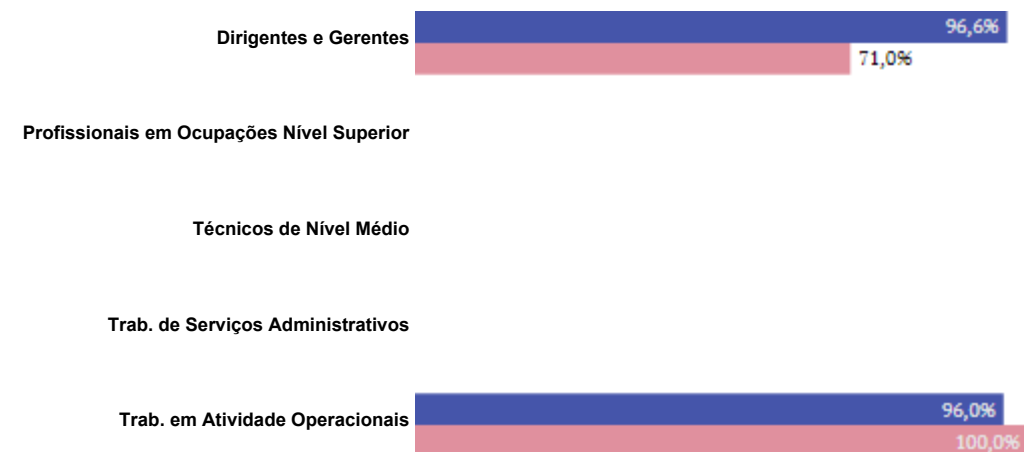 Dirigentes e Gerentes
96,6%
71,0%
Profissionais em Ocupações Nível Superior
Técnicos de Nível Médio
Trab. de Serviços Administrativos
Trab. em Atividade Operacionais
96,0%
100,0%